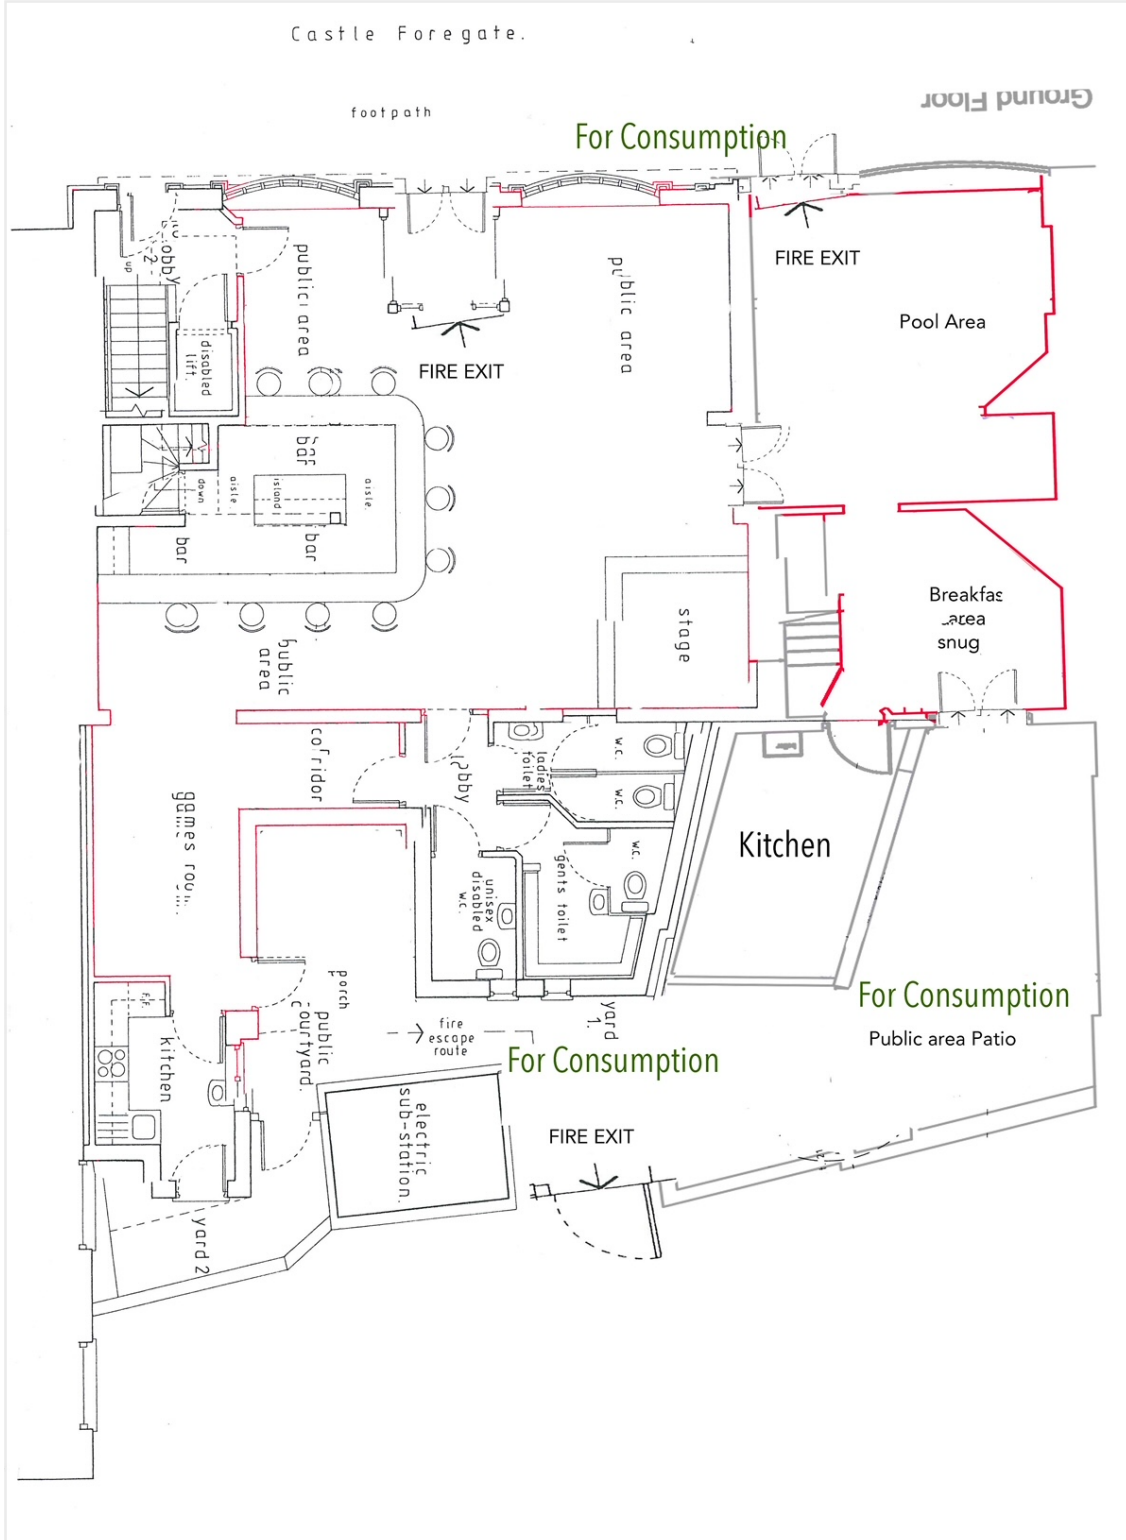 Castle Foregate.
Ground Floor
footpath
For Consumption
FIRE EXIT
Pool Area
lobby
up
public area
public area
disabled
lift.
FIRE EXIT
bar
down
aisle.
island
aisle.
bar
bar
stage
Breakfas
area
snug
public
area
corridor
lobby
ladies
toilet
w.c.
w.c.
w.c.
games room
Kitchen
unisex
disabled
w.c.
gents toilet
porch
public
courtyard.
fire
escape
route
yard
1.
For Consumption
Public area Patio
For Consumption
F.F.
kitchen
electric
sub-station.
FIRE EXIT
yard 2